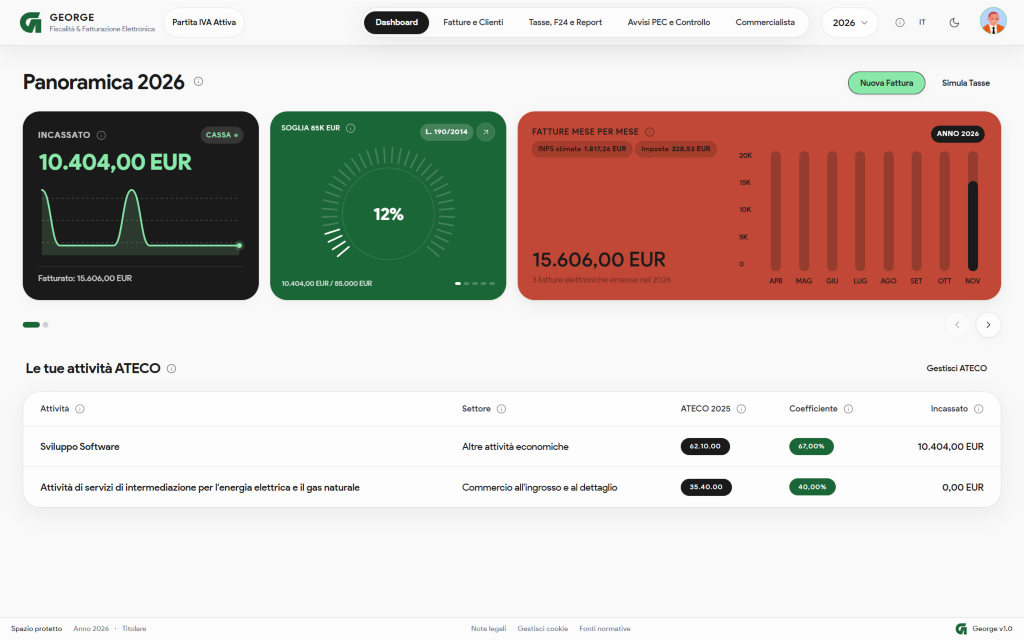 GEORGE
Fiscalità & Fatturazione Elettronica
Partita IVA Attiva
Dashboard
Fatture e Clienti
Tasse, F24 e Report
Avvisi PEC e Controllo
Commercialista
2026
IT
Panoramica 2026
Nuova Fattura
Simula Tasse
INCASSATO
CASSA
10.404,00 EUR
Fatturato: 15.606,00 EUR
SOGLIA 85K EUR
L. 190/2014
12%
10.404,00 EUR / 85.000 EUR
FATTURE MESE PER MESE
ANNO 2026
INPS stimata 1.817,26 EUR
Imposta 328,53 EUR
20K
15K
10K
5K
0
15.606,00 EUR
3 fatture elettroniche emesse nel 2026
APR MAG GIU LUG AGO SET OTT NOV
Le tue attività ATECO
Gestisci ATECO
Attività Settore ATECO 2025 Coefficiente Incassato
Sviluppo Software Altre attività economiche 62.10.00 67,00% 10.404,00 EUR
Attività di servizi di intermediazione per l'energia elettrica e il gas naturale Commercio all'ingrosso e al dettaglio 35.40.00 40,00% 0,00 EUR
Spazio protetto Anno 2026 · Titolare
Note legali Gestisci cookie Fonti normative
George v1.0